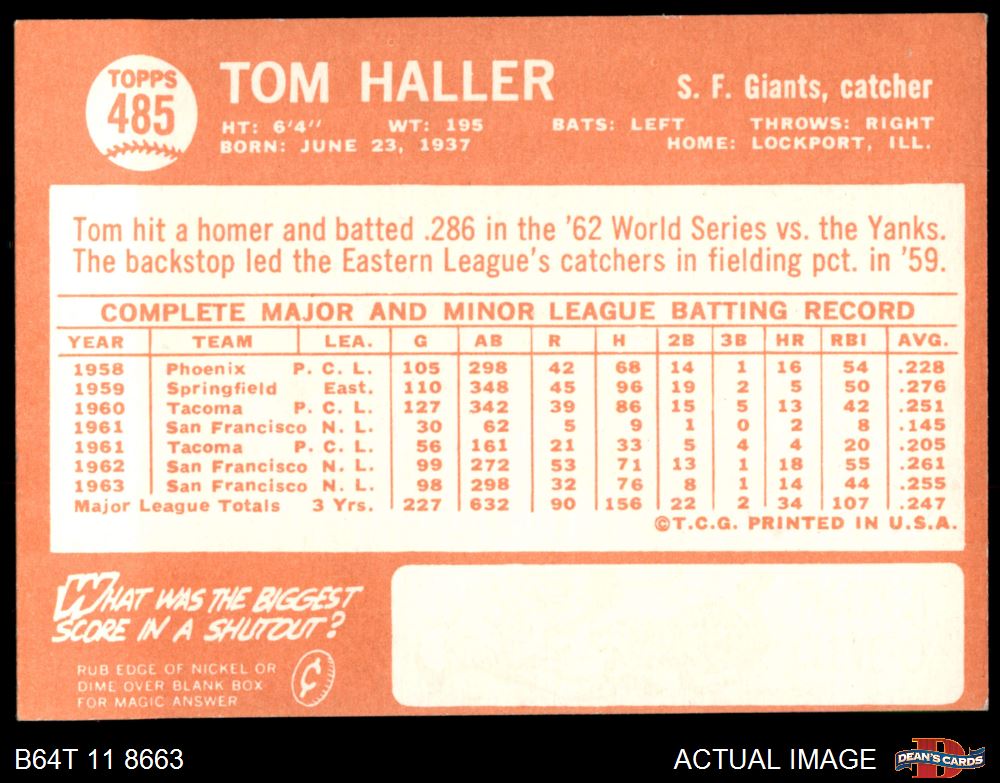 TOPPS
485
TOM HALLER
S. F. Giants, catcher
HT: 6'4" WT: 195 BATS: LEFT THROWS: RIGHT
BORN: JUNE 23, 1937 HOME: LOCKPORT, ILL.
Tom hit a homer and batted .286 in the '62 World Series vs. the Yanks.
The backstop led the Eastern League's catchers in fielding pct. in '59.
COMPLETE MAJOR AND MINOR LEAGUE BATTING RECORD
YEAR TEAM LEA. G AB R H 2B 3B HR RBI AVG.
1958 Phoenix P. C. L. 105 298 42 68 14 1 16 54 .228
1959 Springfield East. 110 348 45 96 19 2 5 50 .276
1960 Tacoma P. C. L. 127 342 39 86 15 5 13 42 .251
1961 San Francisco N. L. 30 62 5 9 1 0 2 8 .145
1961 Tacoma P. C. L. 56 161 21 33 5 4 4 20 .205
1962 San Francisco N. L. 99 272 53 71 13 1 18 55 .261
1963 San Francisco N. L. 98 298 32 76 8 1 14 44 .255
Major League Totals 3 Yrs. 227 632 90 156 22 2 34 107 .247
©T.C.G. PRINTED IN U.S.A.
WHAT WAS THE BIGGEST
SCORE IN A SHUTOUT?
RUB EDGE OF NICKEL OR
DIME OVER BLANK BOX
FOR MAGIC ANSWER
B64T 11 8663
ACTUAL IMAGE
D
DEAN'S CARDS